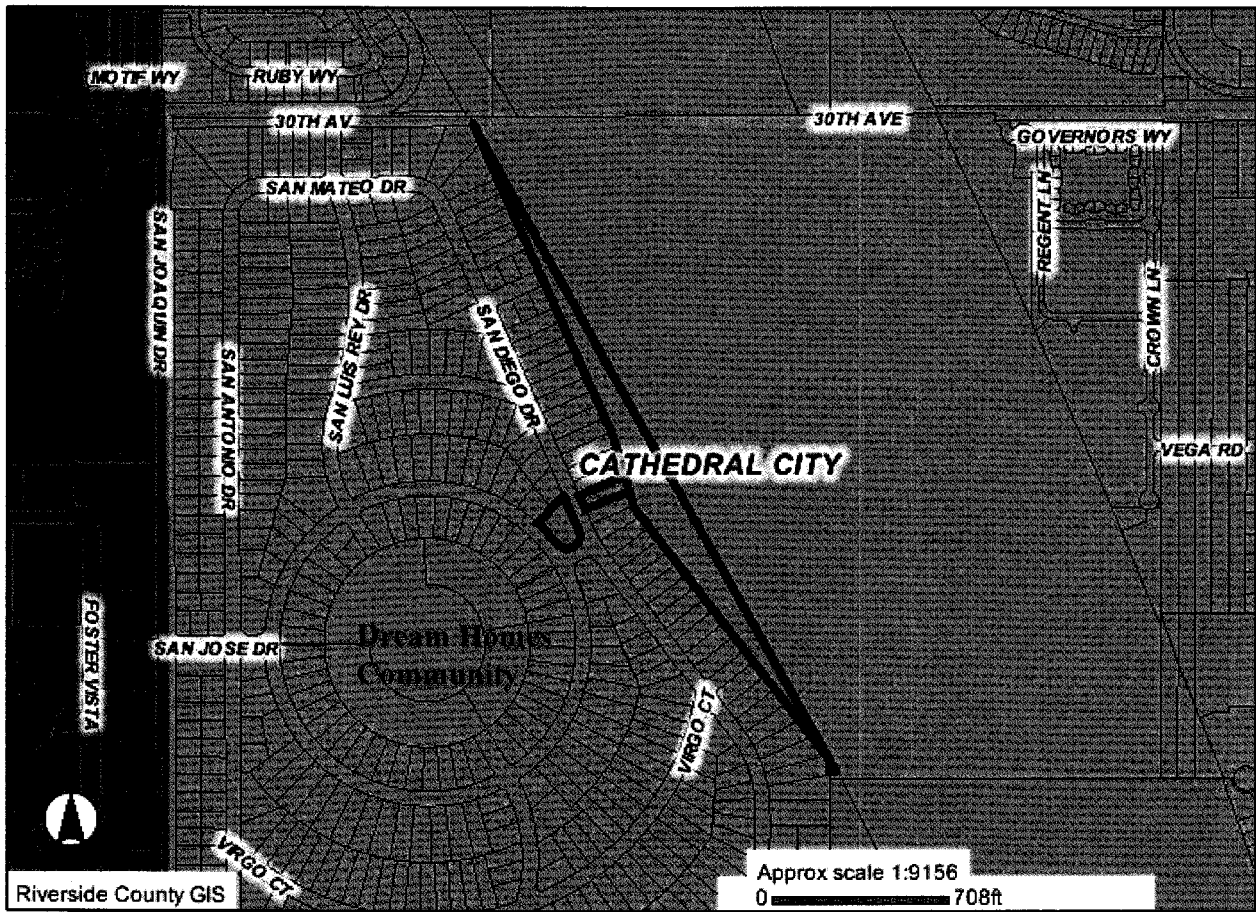 MOTIF WY
RUBY WY
30TH AV
30TH AVE
GOVERNORS WY
SAN MATEO DR
REGENT LN
SAN JOAQUIN DR
CROWN LN
SAN LUIS REY DR
SAN DIEGO DR
SAN ANTONIO DR
CATHEDRAL CITY
VEGA RD
FOSTER VISTA
SAN JOSE DR
Dream Homes
Community
VIRGO CT
VIRGO CT
Riverside County GIS
Approx scale 1:9156
0 708ft